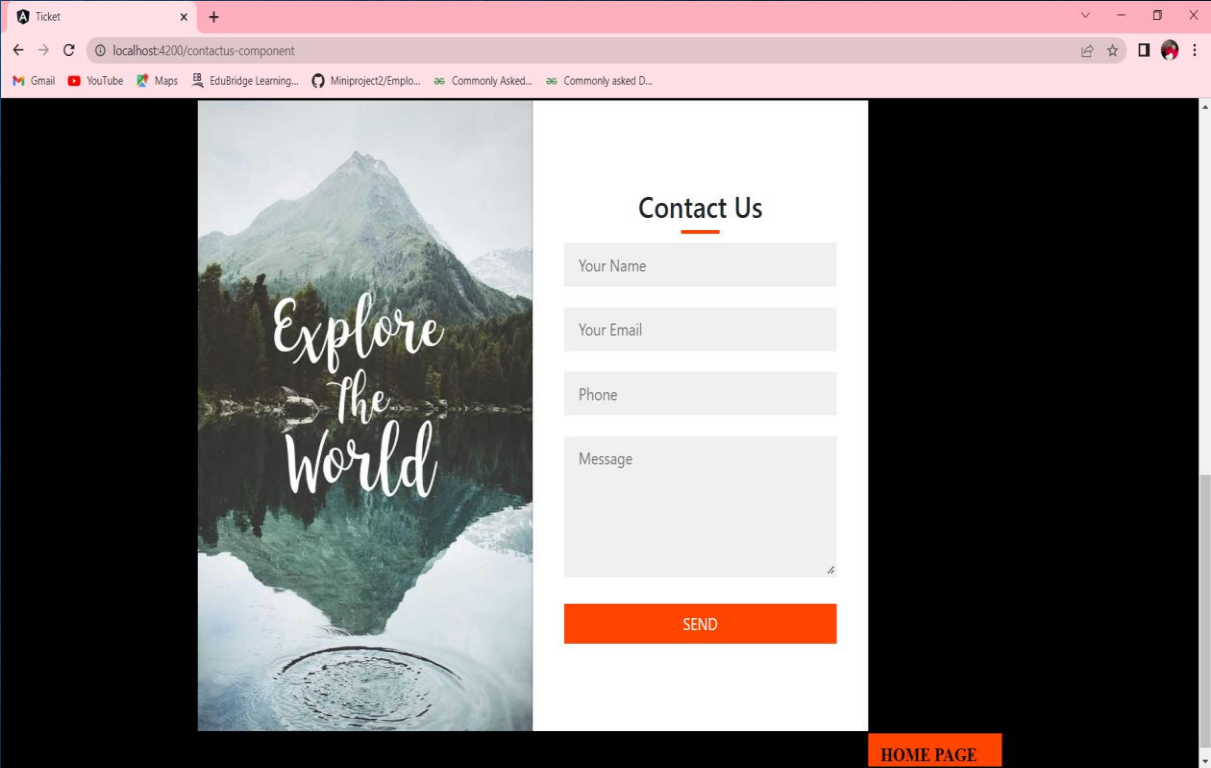 Ticket
localhost:4200/contactus-component
Gmail YouTube Maps EB EduBridge Learning... Miniproject2/Emplo... Commonly Asked... Commonly asked D...
Contact Us
Your Name
Your Email
Phone
Message
SEND
Explore
The
World
HOME PAGE